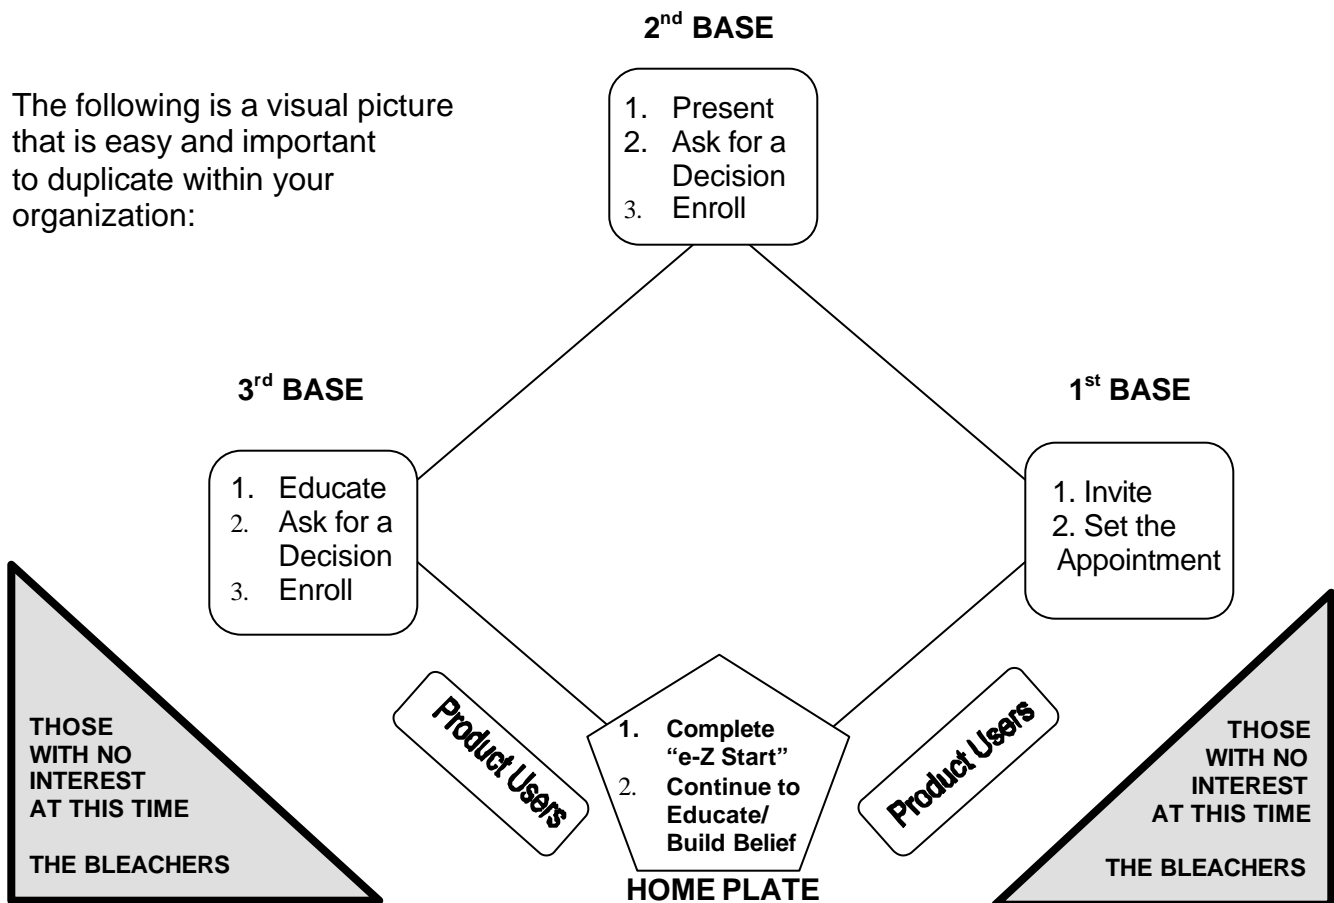 2nd BASE
The following is a visual picture
that is easy and important
to duplicate within your
organization:
1. Present
2. Ask for a
Decision
3. Enroll
3rd BASE
1st BASE
1. Educate
2. Ask for a
Decision
3. Enroll
1. Invite
2. Set the
Appointment
Product Users
Product Users
THOSE
WITH NO
INTEREST
AT THIS TIME
THE BLEACHERS
1. Complete
“e-Z Start”
2. Continue to
Educate/
Build Belief
HOME PLATE
THOSE
WITH NO
INTEREST
AT THIS TIME
THE BLEACHERS